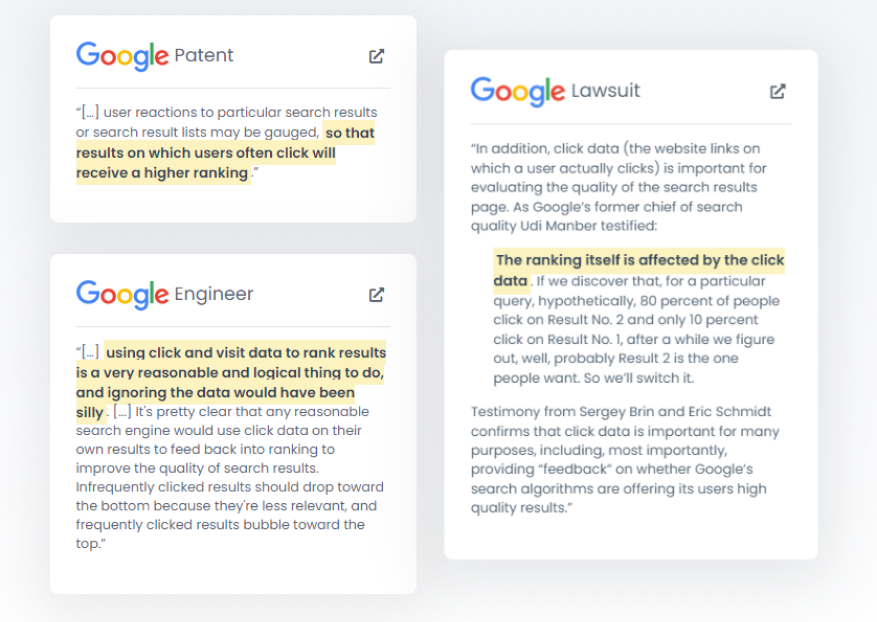 Google Patent
“[...] user reactions to particular search results
or search result lists may be gauged, so that
results on which users often click will
receive a higher ranking.”
Google Engineer
“[...] using click and visit data to rank results
is a very reasonable and logical thing to do,
and ignoring the data would have been
silly. [...] It's pretty clear that any reasonable
search engine would use click data on their
own results to feed back into ranking to
improve the quality of search results.
Infrequently clicked results should drop toward
the bottom because they're less relevant, and
frequently clicked results bubble toward the
top.”
Google Lawsuit
“In addition, click data (the website links on
which a user actually clicks) is important for
evaluating the quality of the search results
page. As Google’s former chief of search
quality Udi Manber testified:
The ranking itself is affected by the click
data. If we discover that, for a particular
query, hypothetically, 80 percent of people
click on Result No. 2 and only 10 percent
click on Result No. 1, after a while we figure
out, well, probably Result 2 is the one
people want. So we’ll switch it.
Testimony from Sergey Brin and Eric Schmidt
confirms that click data is important for many
purposes, including, most importantly,
providing “feedback” on whether Google’s
search algorithms are offering its users high
quality results.”